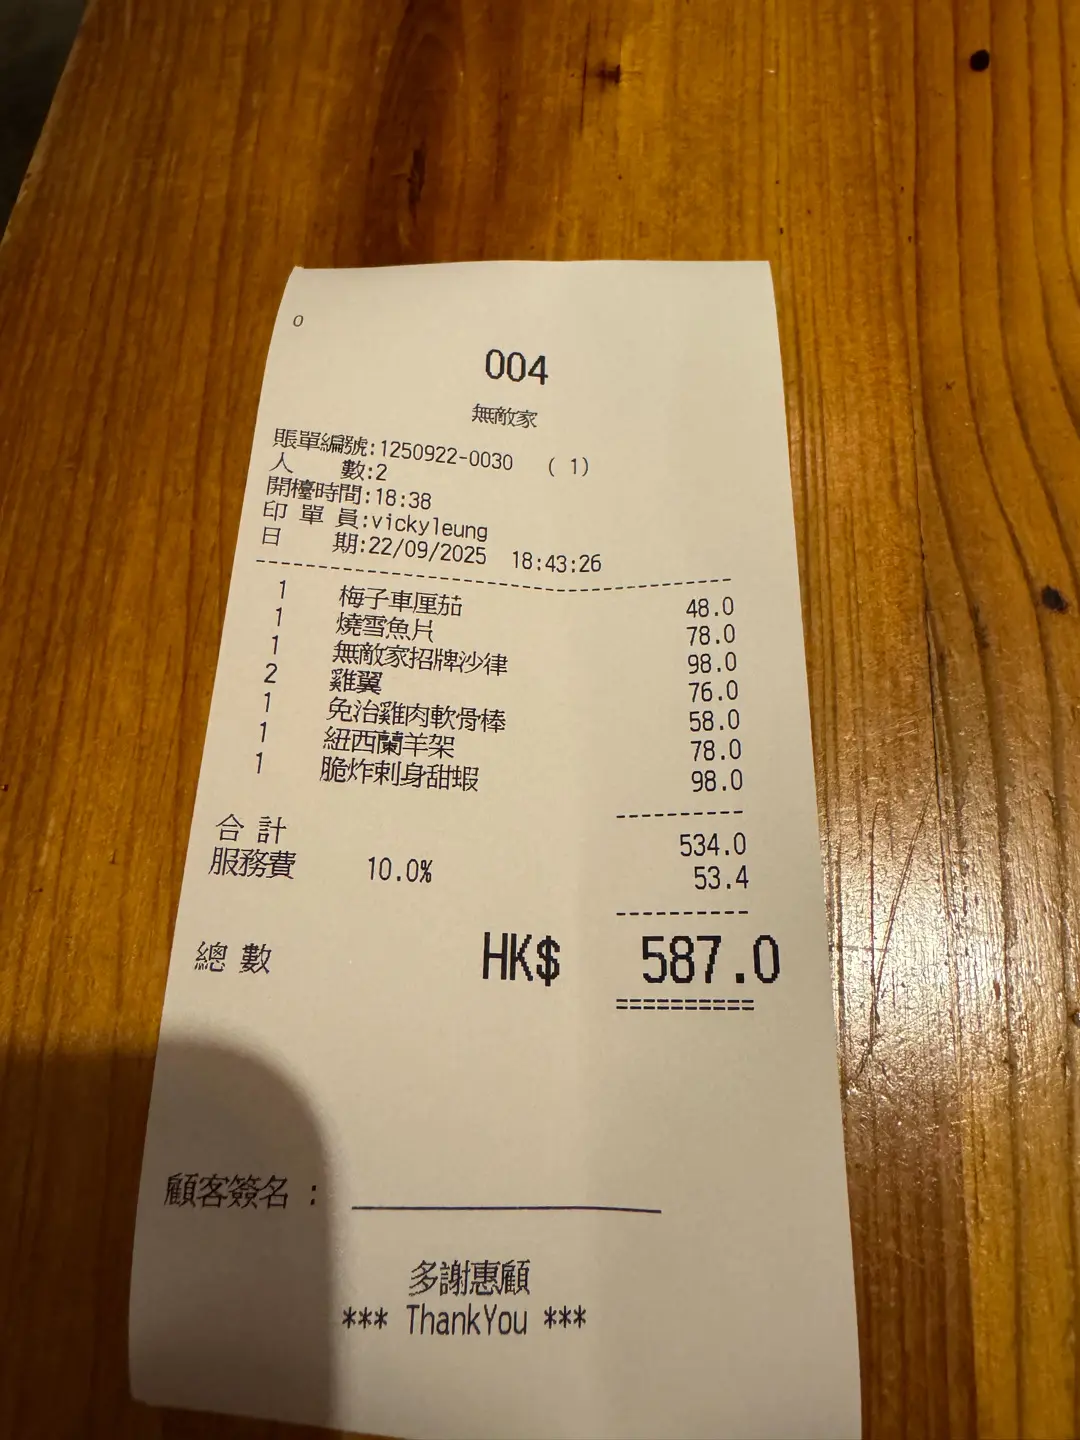 0
004
無敵家
賬單編號:1250922-0030 ( 1)
人 數:2
開檯時間:18:38
印 單 員:vickyleung
日 期:22/09/2025 18:43:26
1 梅子車厘茄 48.0
1 燒雪魚片 78.0
1 無敵家招牌沙律 98.0
2 雞翼 76.0
1 免治雞肉軟骨棒 58.0
1 紐西蘭羊架 78.0
1 脆炸刺身甜蝦 98.0
合 計 534.0
服務費 10.0% 53.4
總 數 HK$ 587.0
顧客簽名 :
多謝惠顧
*** ThankYou ***